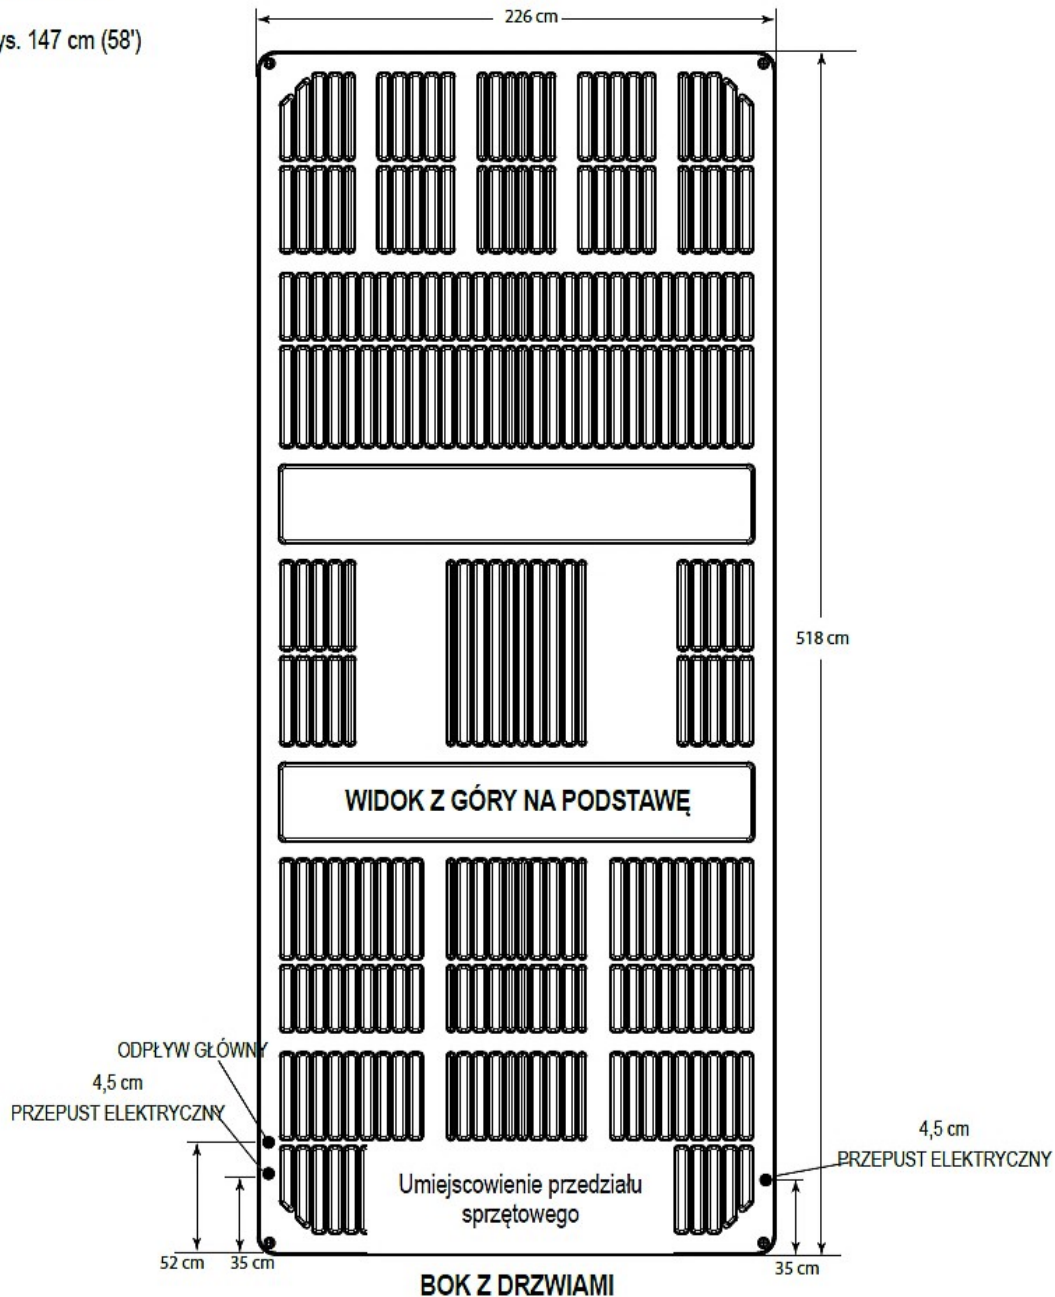 226 cm
ys. 147 cm (58')
518 cm
WIDOK Z GÓRY NA PODSTAWĘ
ODPŁYW GŁÓWNY
4,5 cm
PRZEPUST ELEKTRYCZNY
4,5 cm
PRZEPUST ELEKTRYCZNY
Umiejscowienie przedziału
sprzętowego
52 cm
35 cm
35 cm
BOK Z DRZWIAMI